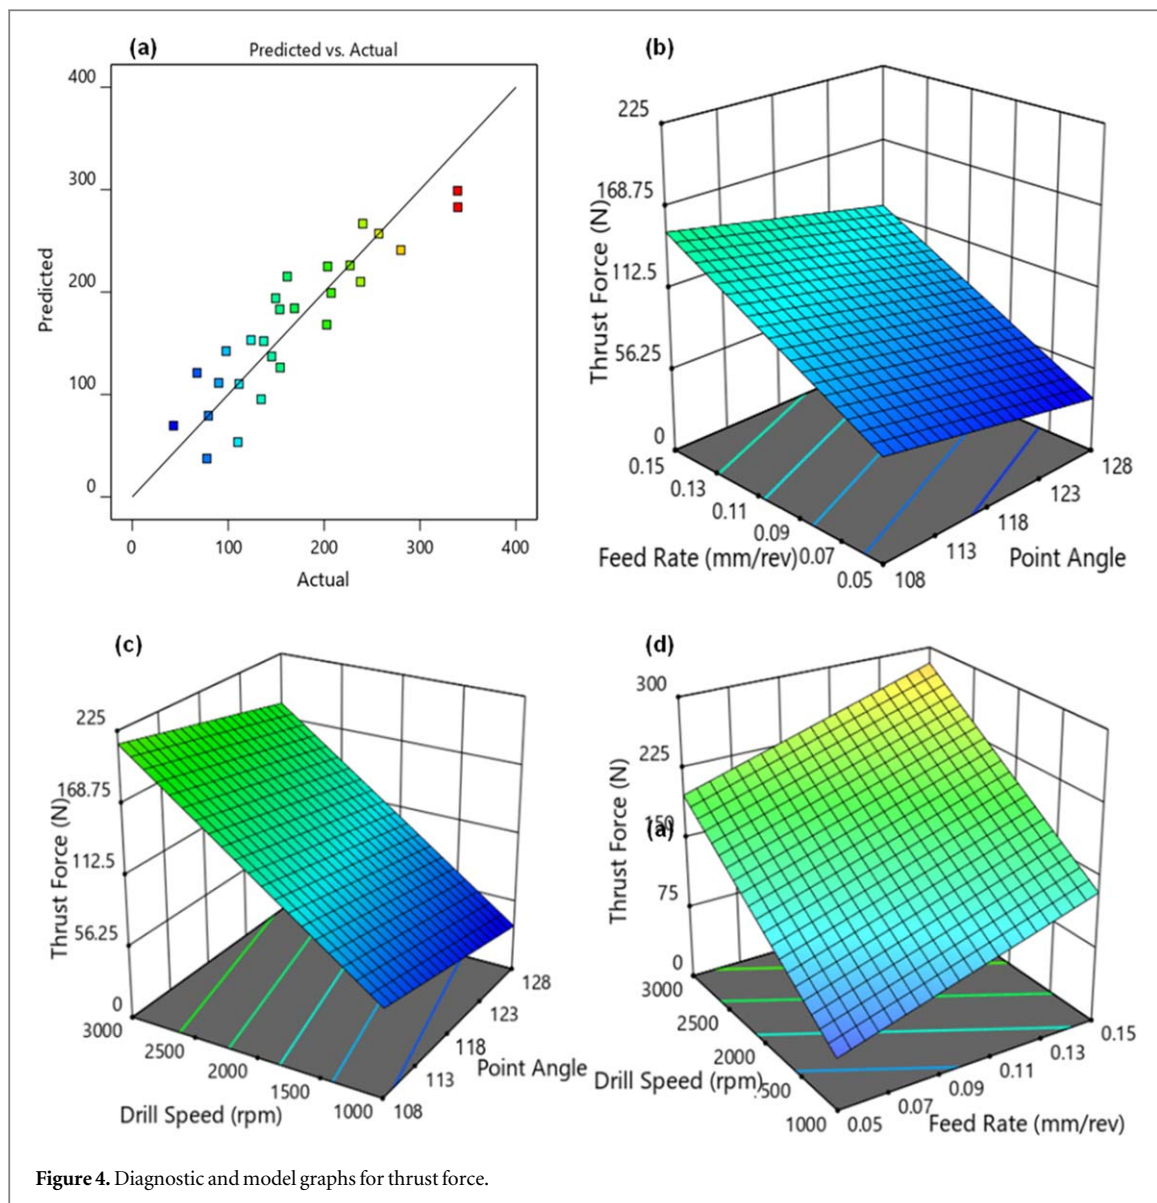 (a)
Predicted vs. Actual
400
300
200
100
0
Predicted
0 100 200 300 400
Actual
(b)
225
168.75
112.5
56.25
0
Thrust Force (N)
0.15 0.13 0.11 0.09 0.07 0.05
Feed Rate (mm/rev)
108 113 118 123 128
Point Angle
(c)
225
168.75
112.5
56.25
0
Thrust Force (N)
3000 2500 2000 1500 1000
Drill Speed (rpm)
108 113 118 123 128
Point Angle
(d)
300
225
150
(a)
75
0
Thrust Force (N)
3000 2500 2000 500 1000
Drill Speed (rpm)
0.05 0.07 0.09 0.11 0.13 0.15
Feed Rate (mm/rev)
Figure 4. Diagnostic and model graphs for thrust force.